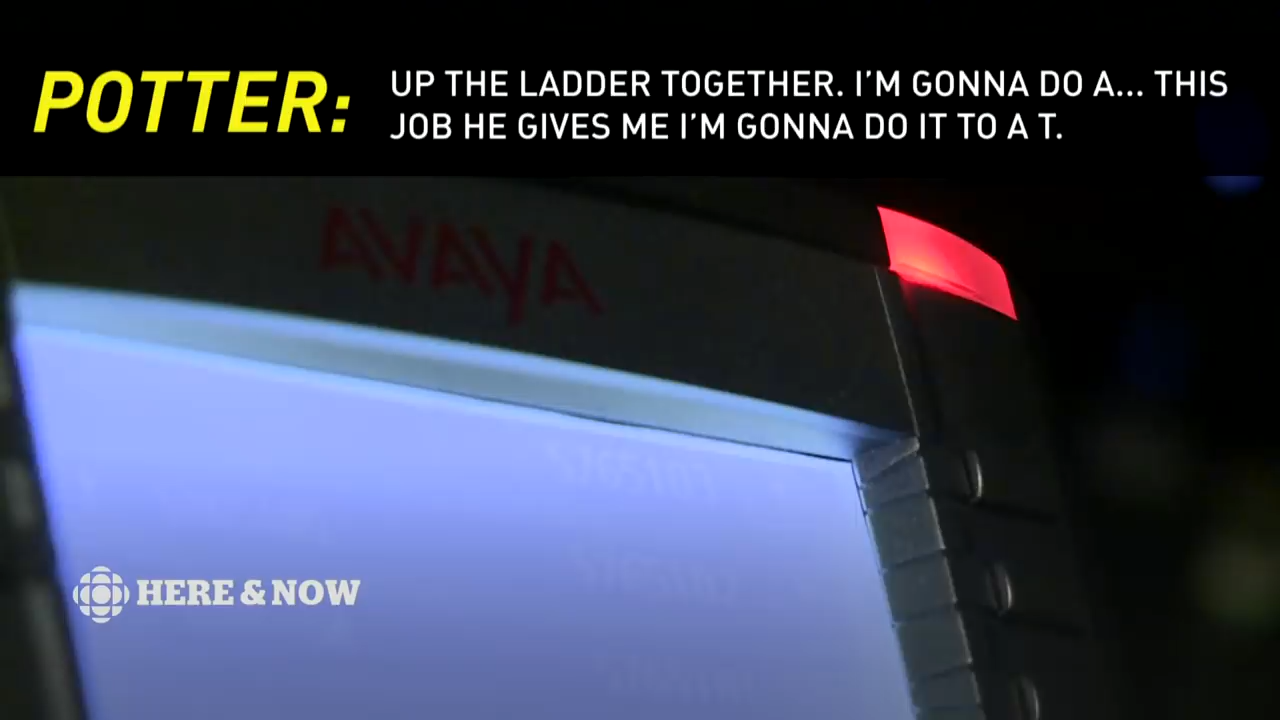 POTTER:
UP THE LADDER TOGETHER. I'M GONNA DO A... THIS
JOB HE GIVES ME I'M GONNA DO IT TO A T.
AVAYA
HERE & NOW